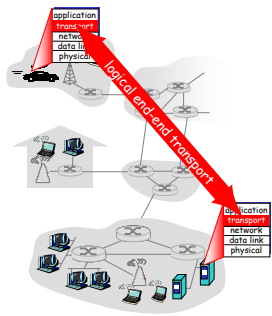 application
transport
network
data link
physical
logical end-end transport
application
transport
network
data link
physical